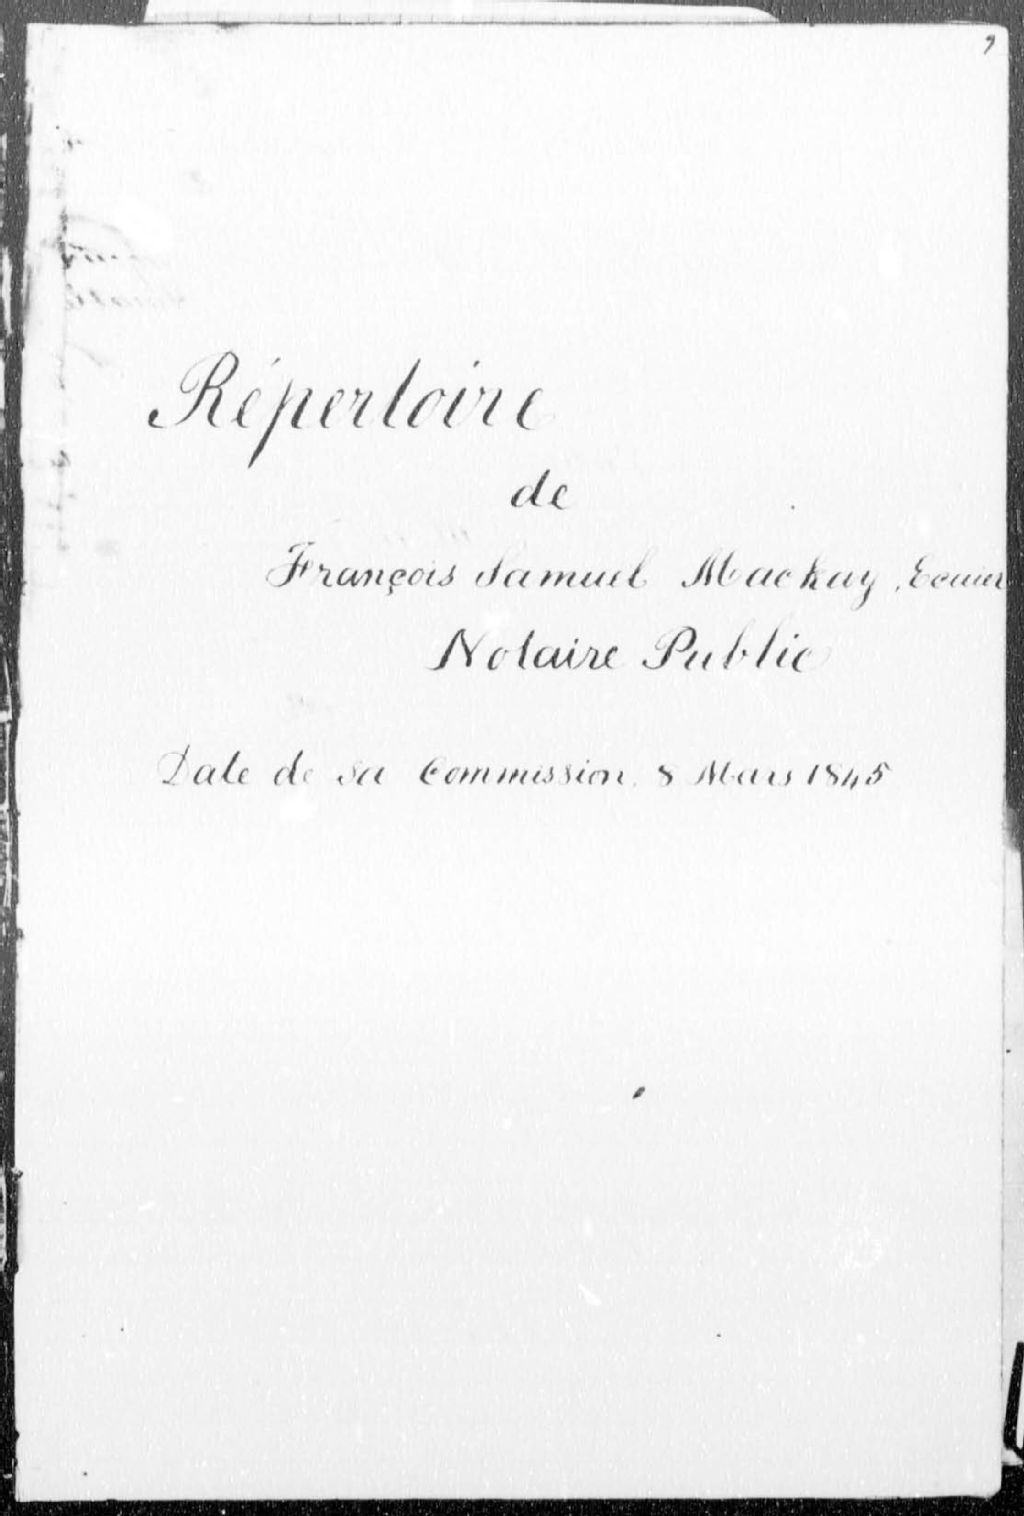 Répertoire
de
François Samuel Mackay, Ecuier
Notaire Public
Date de sa Commission, 8 Mars 1845